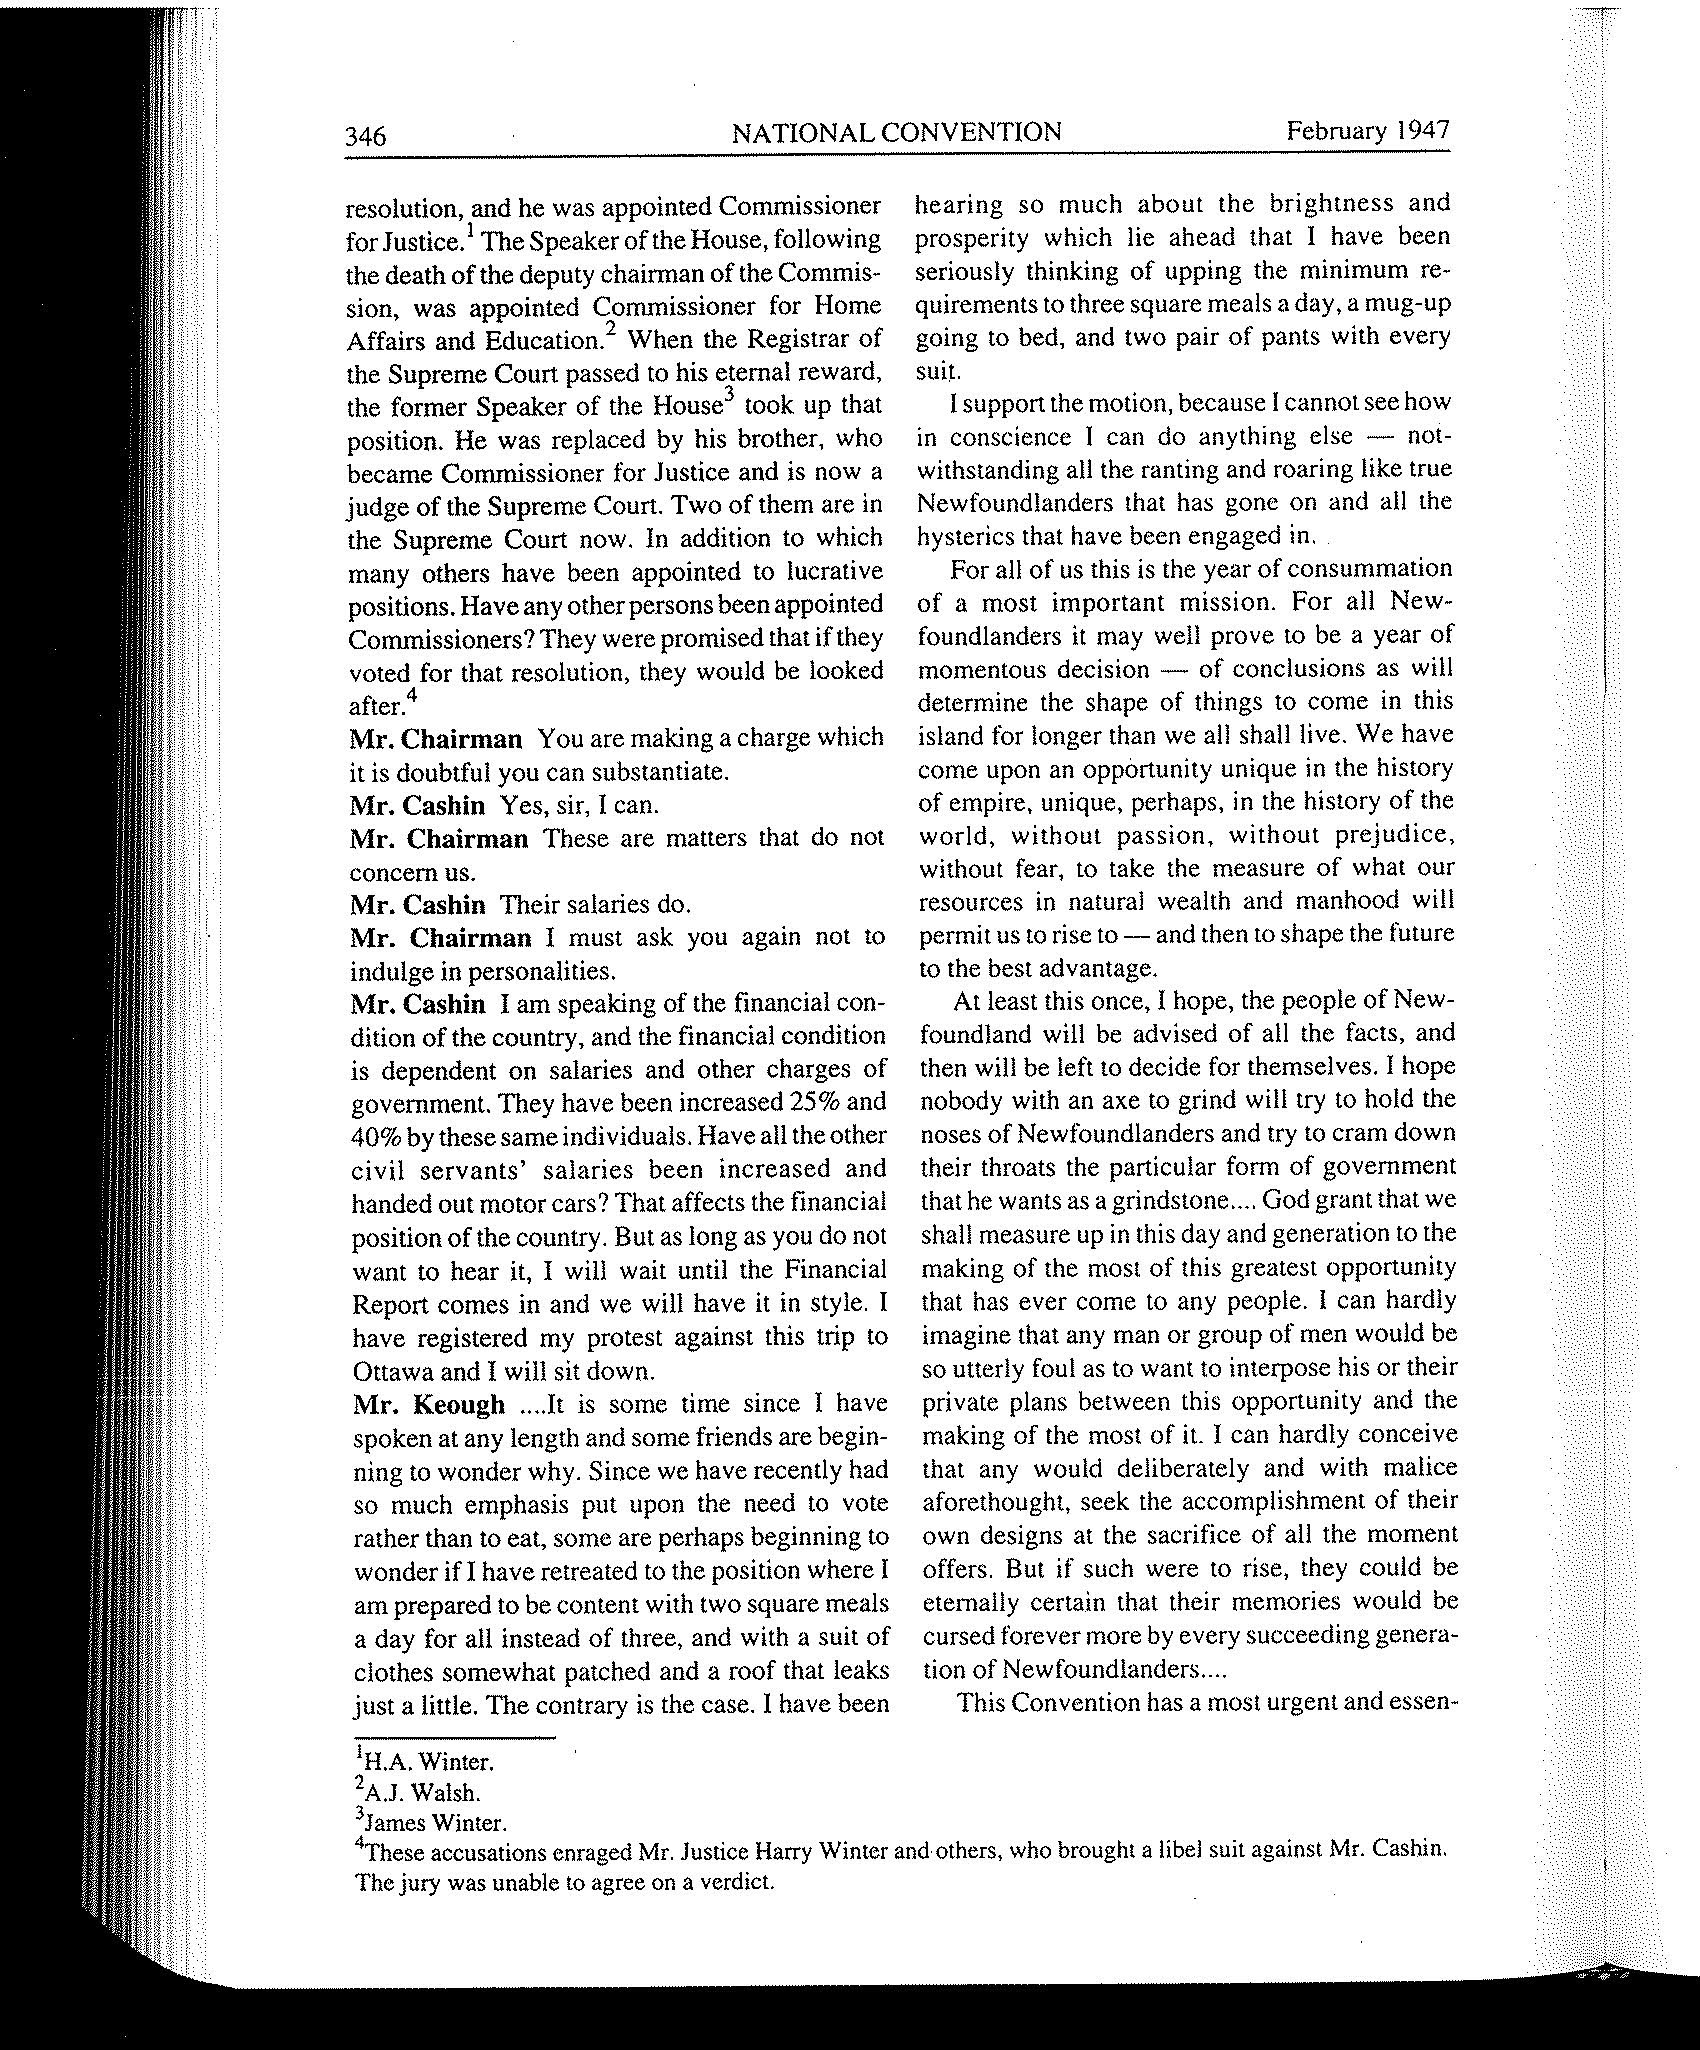 346 NATIONAL CONVENTION February 1947
resolution, and he was appointed Commissioner
for Justice.1 The Speaker of the House, following
the death of the deputy chairman of the Commis-
sion, was appointed Commissioner for Home
Affairs and Education.2 When the Registrar of
the Supreme Court passed to his eternal reward,
the former Speaker of the House3 took up that
position. He was replaced by his brother, who
became Commissioner for Justice and is now a
judge of the Supreme Court. Two of them are in
the Supreme Court now. In addition to which
many others have been appointed to lucrative
positions. Have any other persons been appointed
Commissioners? They were promised that if they
voted for that resolution, they would be looked
after.4
Mr. Chairman You are making a charge which
it is doubtful you can substantiate.
Mr. Cashin Yes, sir, I can.
Mr. Chairman These are matters that do not
concern us.
Mr. Cashin Their salaries do.
Mr. Chairman I must ask you again not to
indulge in personalities.
Mr. Cashin I am speaking of the financial con-
dition of the country, and the financial condition
is dependent on salaries and other charges of
government. They have been increased 25% and
40% by these same individuals. Have all the other
civil servants' salaries been increased and
handed out motor cars? That affects the financial
position of the country. But as long as you do not
want to hear it, I will wait until the Financial
Report comes in and we will have it in style. I
have registered my protest against this trip to
Ottawa and I will sit down.
Mr. Keough ....It is some time since I have
spoken at any length and some friends are begin-
ning to wonder why. Since we have recently had
so much emphasis put upon the need to vote
rather than to eat, some are perhaps beginning to
wonder if I have retreated to the position where I
am prepared to be content with two square meals
a day for all instead of three, and with a suit of
clothes somewhat patched and a roof that leaks
just a little. The contrary is the case. I have been
hearing so much about the brightness and
prosperity which lie ahead that I have been
seriously thinking of upping the minimum re-
quirements to three square meals a day, a mug-up
going to bed, and two pair of pants with every
suit.
I support the motion, because I cannot see how
in conscience I can do anything else — not-
withstanding all the ranting and roaring like true
Newfoundlanders that has gone on and all the
hysterics that have been engaged in.
For all of us this is the year of consummation
of a most important mission. For all New-
foundlanders it may well prove to be a year of
momentous decision — of conclusions as will
determine the shape of things to come in this
island for longer than we all shall live. We have
come upon an opportunity unique in the history
of empire, unique, perhaps, in the history of the
world, without passion, without prejudice,
without fear, to take the measure of what our
resources in natural wealth and manhood will
permit us to rise to — and then to shape the future
to the best advantage.
At least this once, I hope, the people of New-
foundland will be advised of all the facts, and
then will be left to decide for themselves. I hope
nobody with an axe to grind will try to hold the
noses of Newfoundlanders and try to cram down
their throats the particular form of government
that he wants as a grindstone.... God grant that we
shall measure up in this day and generation to the
making of the most of this greatest opportunity
that has ever come to any people. I can hardly
imagine that any man or group of men would be
so utterly foul as to want to interpose his or their
private plans between this opportunity and the
making of the most of it. I can hardly conceive
that any would deliberately and with malice
aforethought, seek the accomplishment of their
own designs at the sacrifice of all the moment
offers. But if such were to rise, they could be
eternally certain that their memories would be
cursed forever more by every succeeding genera-
tion of Newfoundlanders....
This Convention has a most urgent and essen-
1H.A. Winter.
2A.J. Walsh.
3James Winter.
4These accusations enraged Mr. Justice Harry Winter and others, who brought a libel suit against Mr. Cashin.
The jury was unable to agree on a verdict.